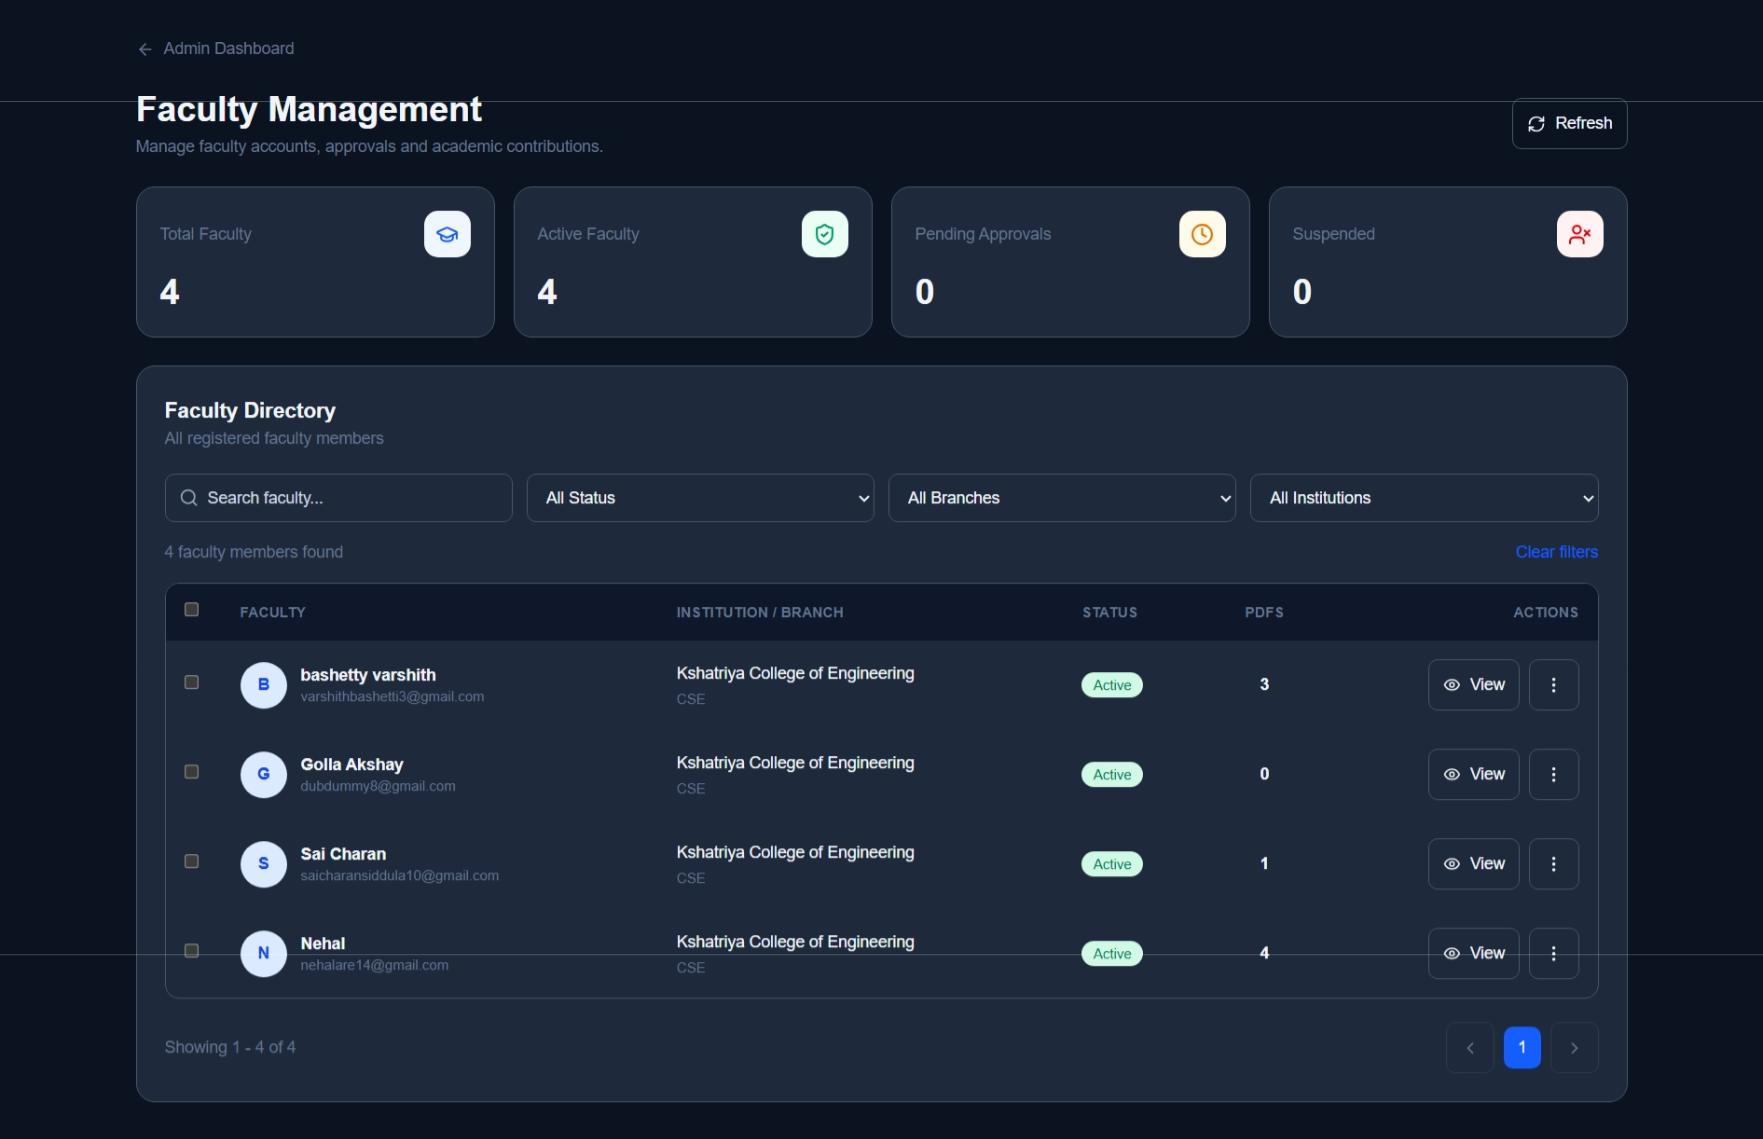 Admin Dashboard
Faculty Management
Manage faculty accounts, approvals and academic contributions.
Refresh
Total Faculty
4
Active Faculty
4
Pending Approvals
0
Suspended
0
Faculty Directory
All registered faculty members
Search faculty...
All Status
All Branches
All Institutions
4 faculty members found
Clear filters
FACULTY INSTITUTION / BRANCH STATUS PDFS ACTIONS
B
bashetty varshith
varshithbashetti3@gmail.com
Kshatriya College of Engineering
CSE
Active
3
View
G
Golla Akshay
dubdummy8@gmail.com
Kshatriya College of Engineering
CSE
Active
0
View
S
Sai Charan
saicharansiddula10@gmail.com
Kshatriya College of Engineering
CSE
Active
1
View
N
Nehal
nehalare14@gmail.com
Kshatriya College of Engineering
CSE
Active
4
View
Showing 1 - 4 of 4
1